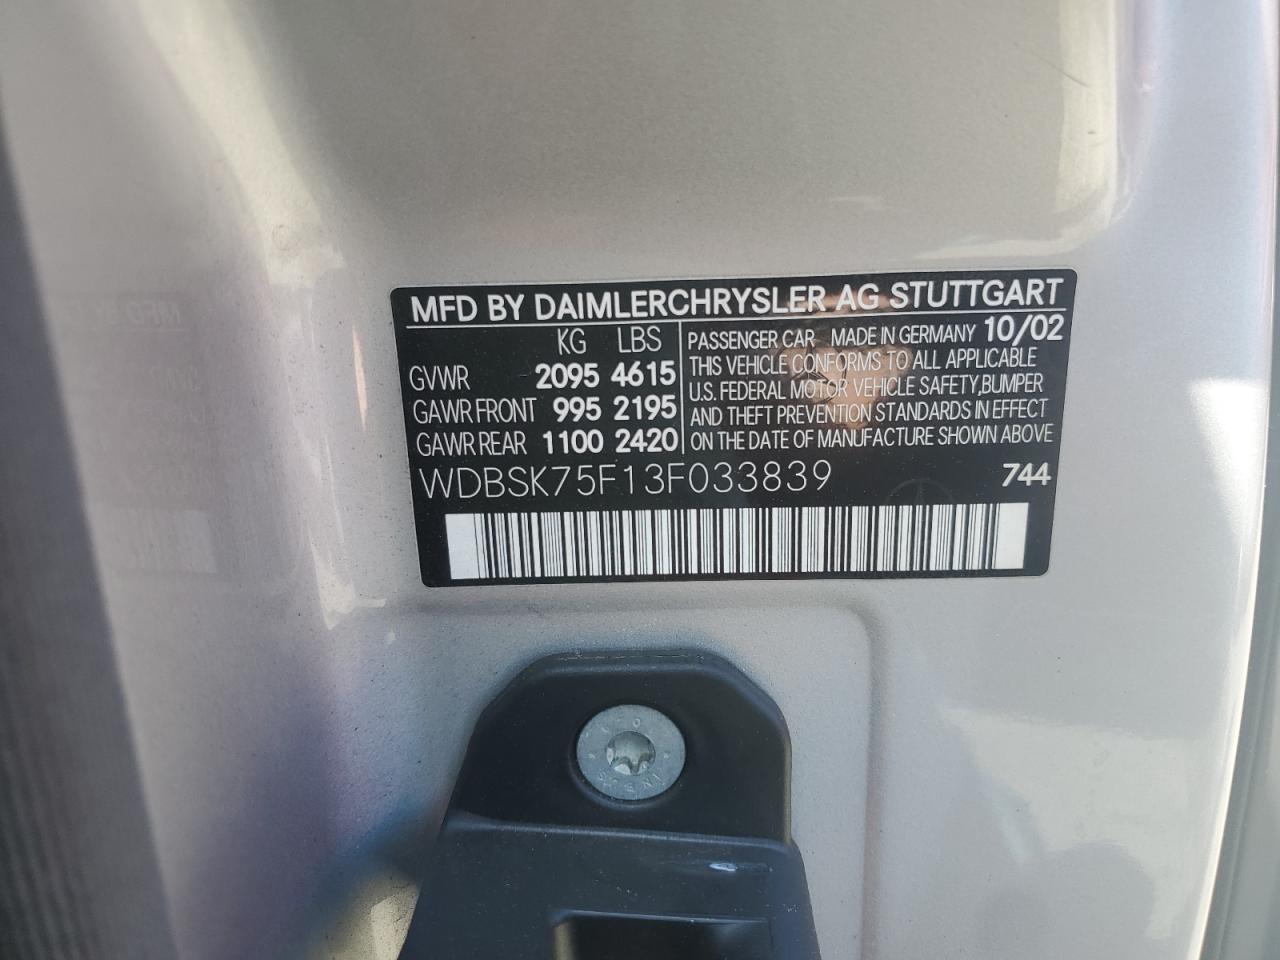 MFD BY DAIMLERCHRYSLER AG STUTTGART
KG LBS
GVWR 2095 4615
GAWR FRONT 995 2195
GAWR REAR 1100 2420
PASSENGER CAR MADE IN GERMANY 10/02
THIS VEHICLE CONFORMS TO ALL APPLICABLE
U.S. FEDERAL MOTOR VEHICLE SAFETY, BUMPER
AND THEFT PREVENTION STANDARDS IN EFFECT
ON THE DATE OF MANUFACTURE SHOWN ABOVE
WDBSK75F13F033839 744